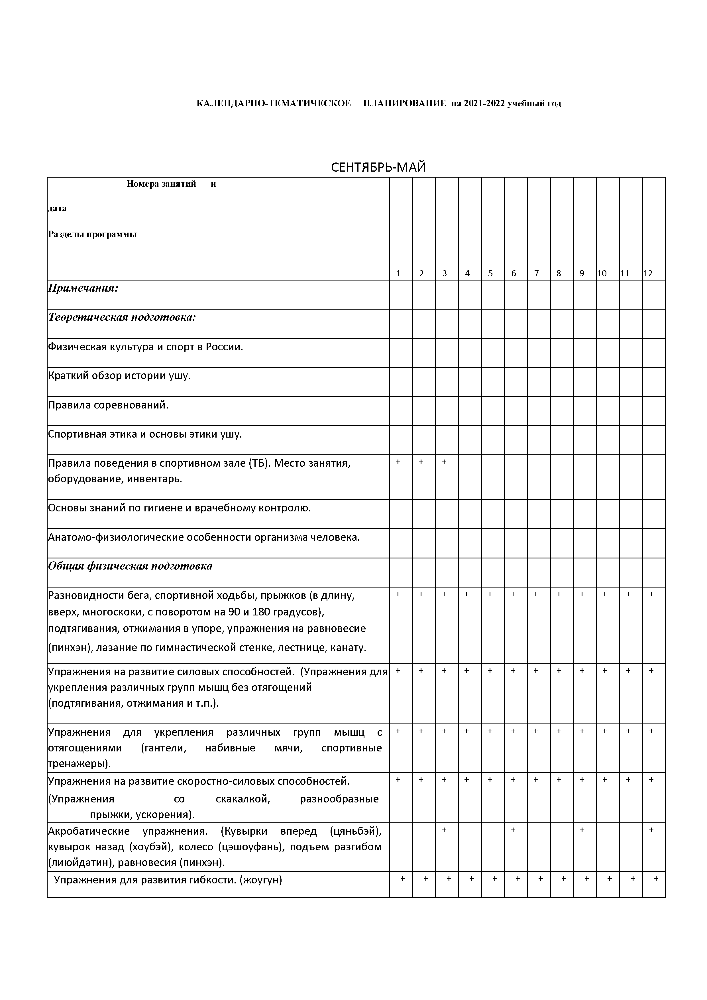 КАЛЕНДАРНО-ТЕМАТИЧЕСКОЕ ПЛАНИРОВАНИЕ на 2021-2022 учебный год
СЕНТЯБРЬ-МАЙ
Номера занятий и
дата
Разделы программы
1 2 3 4 5 6 7 8 9 10 11 12
Примечания:
Теоретическая подготовка:
Физическая культура и спорт в России.
Краткий обзор истории ушу.
Правила соревнований.
Спортивная этика и основы этики ушу.
Правила поведения в спортивном зале (ТБ). Место занятия, + + +
оборудование, инвентарь.
Основы знаний по гигиене и врачебному контролю.
Анатомо-физиологические особенности организма человека.
Общая физическая подготовка
Разновидности бега, спортивной ходьбы, прыжков (в длину, + + + + + + + + + + + +
вверх, многоскоки, с поворотом на 90 и 180 градусов),
подтягивания, отжимания в упоре, упражнения на равновесие
(пинхэн), лазание по гимнастической стенке, лестнице, канату.
Упражнения на развитие силовых способностей. (Упражнения для + + + + + + + + + + + +
укрепления различных групп мышц без отягощений
(подтягивания, отжимания и т.п.).
Упражнения для укрепления различных групп мышц с + + + + + + + + + + + +
отягощениями (гантели, набивные мячи, спортивные
тренажеры).
Упражнения на развитие скоростно-силовых способностей. + + + + + + + + + + + +
(Упражнения со скакалкой, разнообразные
прыжки, ускорения).
Акробатические упражнения. (Кувырки вперед (цяньбэй), + + + +
кувырок назад (хоубэй), колесо (цэшоуфань), подъем разгибом
(лиюйдатин), равновесия (пинхэн).
Упражнения для развития гибкости. (жоугун) + + + + + + + + + + + +